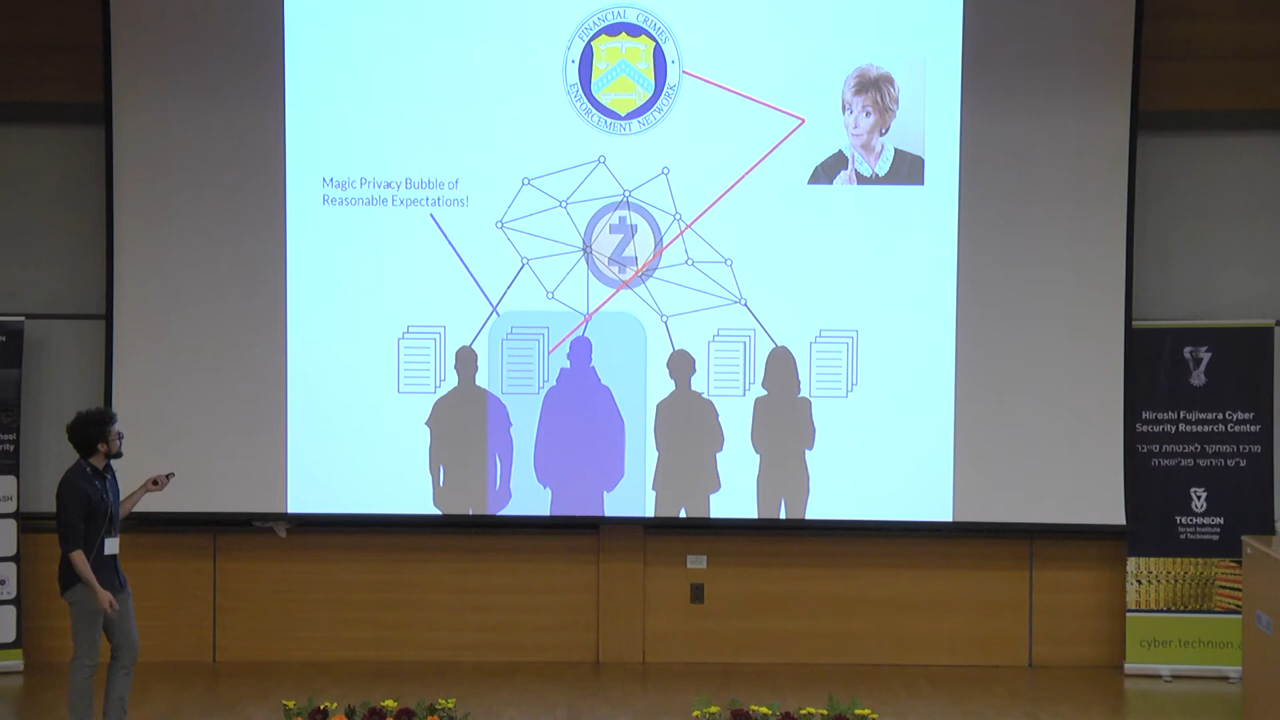 FINANCIAL CRIMES
ENFORCEMENT NETWORK
Magic Privacy Bubble of
Reasonable Expectations!
Hiroshi Fujiwara Cyber
Security Research Center
מרכז המחקר לאבטחת סייבר
ע"ש הירושי פוג'יווארה
TECHNION
Israel Institute
of Technology
cyber.technion.